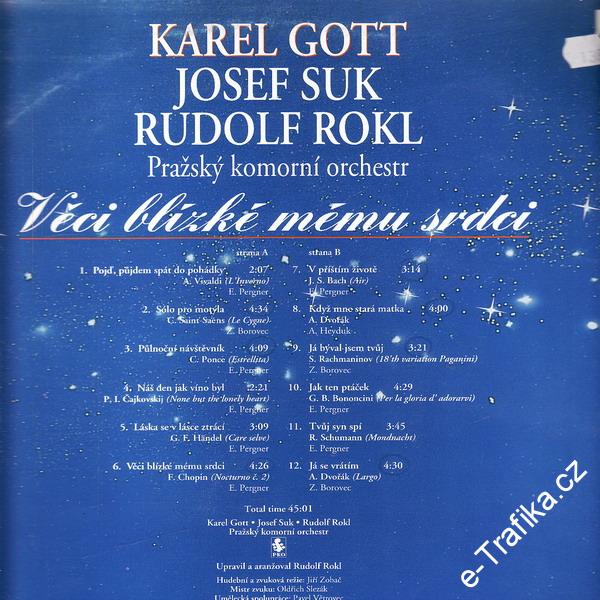 KAREL GOTT
JOSEF SUK
RUDOLF ROKL
Pražský komorní orchestr
Věci blízké mému srdci
strana A
1. Pojď, půjdem spát do pohádky 2:07
A. Vivaldi (L'Inverno)
E. Pergner
2. Sólo pro motýla 4:34
C. Saint Saëns (Le Cygne)
Z. Borovec
3. Půlnoční návštěvník 4:09
C. Ponce (Estrellita)
E. Pergner
4. Náš den jak víno byl 2:21
P. I. Čajkovskij (None but the lonely heart)
E. Pergner
5. Láska se v lásce ztrácí 3:09
G. F. Händel (Care selve)
E. Pergner
6. Věci blízké mému srdci 4:26
F. Chopin (Nocturno č. 2)
E. Pergner
strana B
7. V příštím životě 3:14
J. S. Bach (Air)
E. Pergner
8. Když mne stará matka 4:00
A. Dvořák
A. Heyduk
9. Já býval jsem tvůj 3:21
S. Rachmaninov (18'th variation Paganini)
Z. Borovec
10. Jak ten ptáček 4:29
G. B. Bononcini (Per la gloria d' adorarvi)
E. Pergner
11. Tvůj syn spí 3:45
R. Schumann (Mondnacht)
E. Pergner
12. Já se vrátím 4:30
A. Dvořák (Largo)
Z. Borovec
Total time 45:01
Karel Gott • Josef Suk • Rudolf Rokl
Pražský komorní orchestr
PRO
Upravil a aranžoval Rudolf Rokl
Hudební a zvuková režie: Jiří Zobač
Mistr zvuku: Oldřich Slezák
Umělecká spolupráce: Pavel Větrovec
e-Trafika.cz